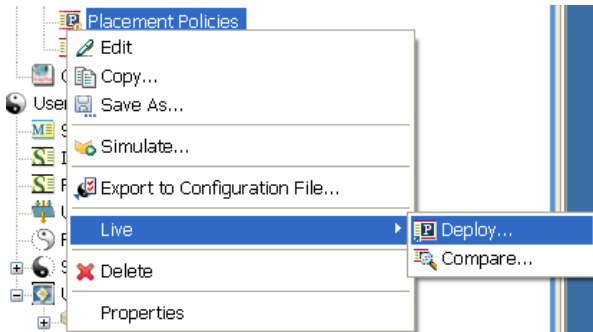 Placement Policies
Edit
Copy...
User
Save As...
Simulate...
Export to Configuration File...
Live
Deploy...
Compare...
Delete
Properties